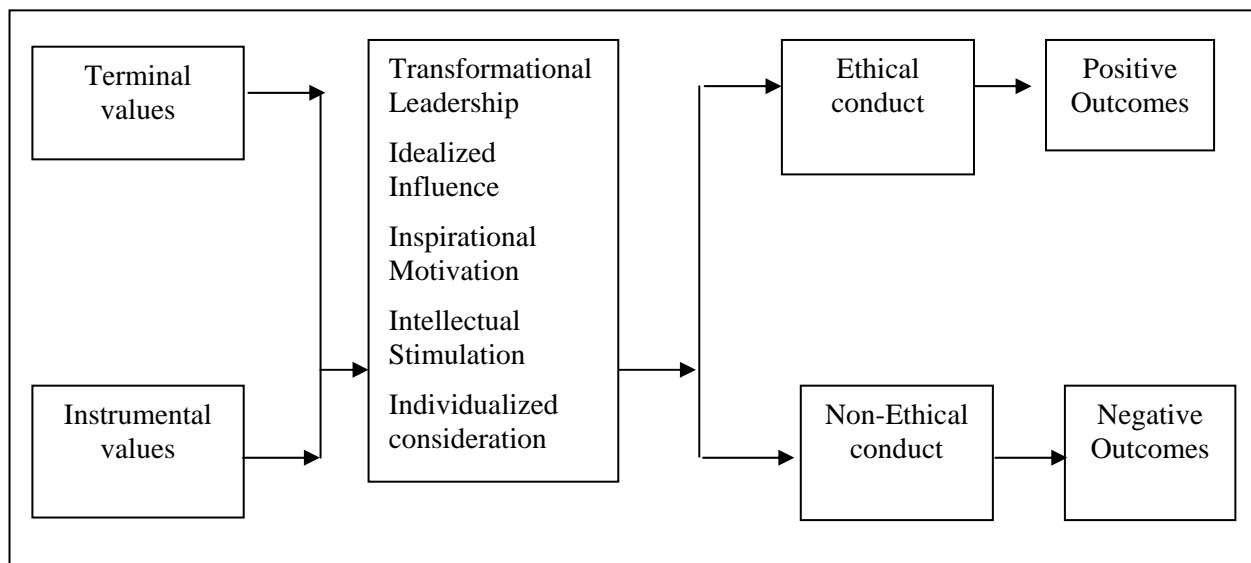 Terminal
values
Instrumental
values
Transformational
Leadership
Idealized
Influence
Inspirational
Motivation
Intellectual
Stimulation
Individualized
consideration
Ethical
conduct
Positive
Outcomes
Non-Ethical
conduct
Negative
Outcomes